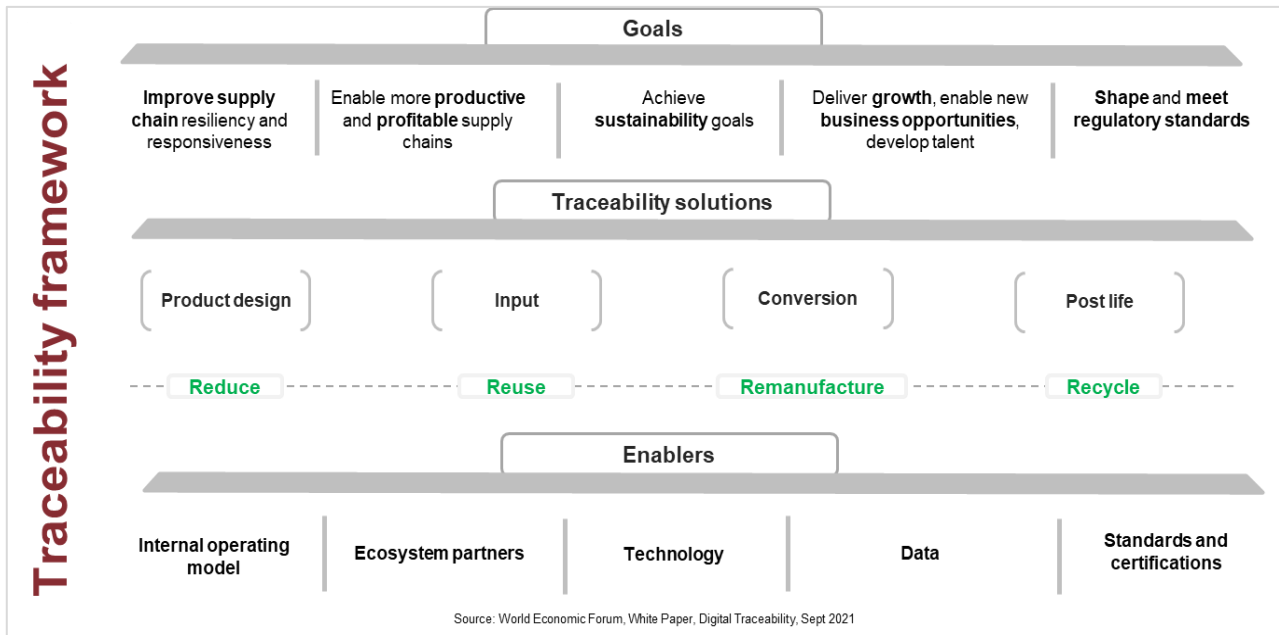 Traceability framework
Goals
Improve supply
chain resiliency and
responsiveness
Enable more productive
and profitable supply
chains
Achieve
sustainability goals
Deliver growth, enable new
business opportunities,
develop talent
Shape and meet
regulatory standards
Traceability solutions
Product design
Input
Conversion
Post life
Reduce
Reuse
Remanufacture
Recycle
Enablers
Internal operating
model
Ecosystem partners
Technology
Data
Standards and
certifications
Source: World Economic Forum, White Paper, Digital Traceability, Sept 2021